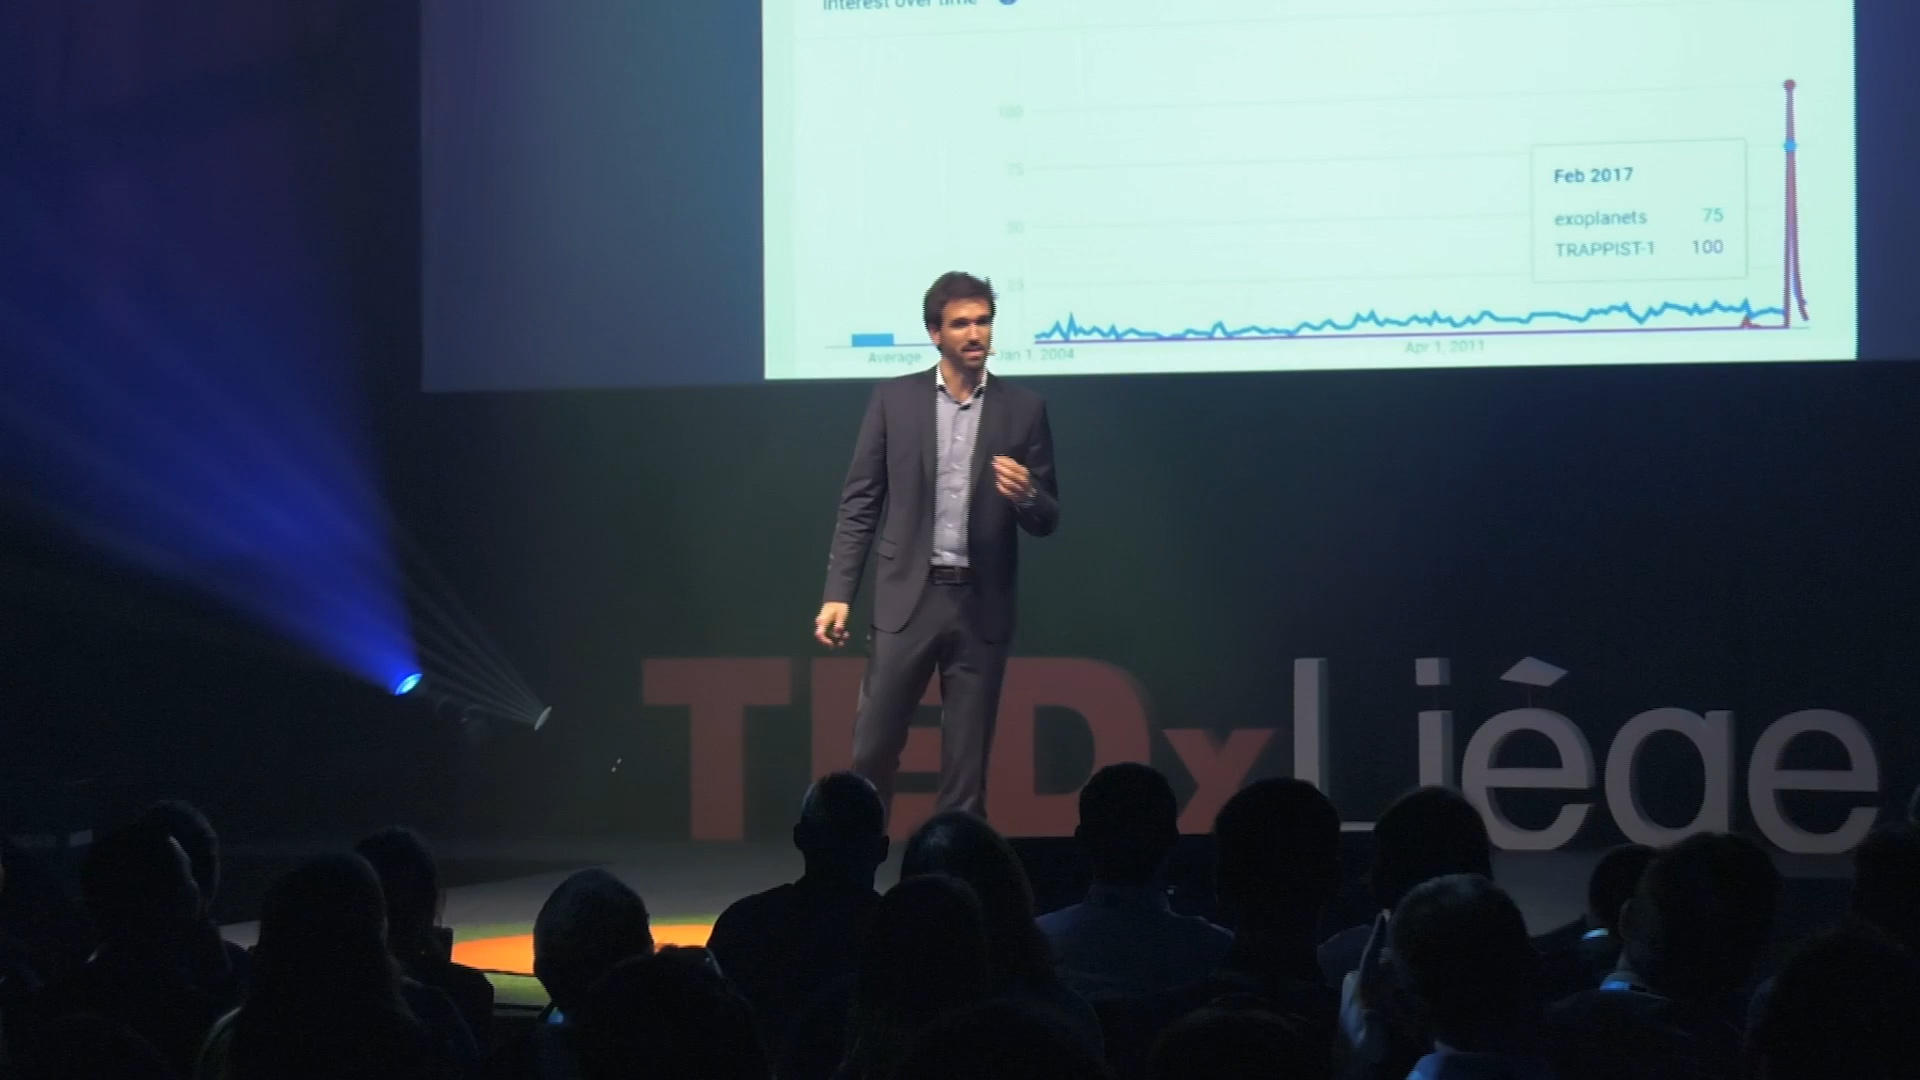 Interest over time
100
75
50
25
Feb 2017
exoplanets 75
TRAPPIST-1 100
Average
Jan 1, 2004
Apr 1, 2011
TEDxLiège